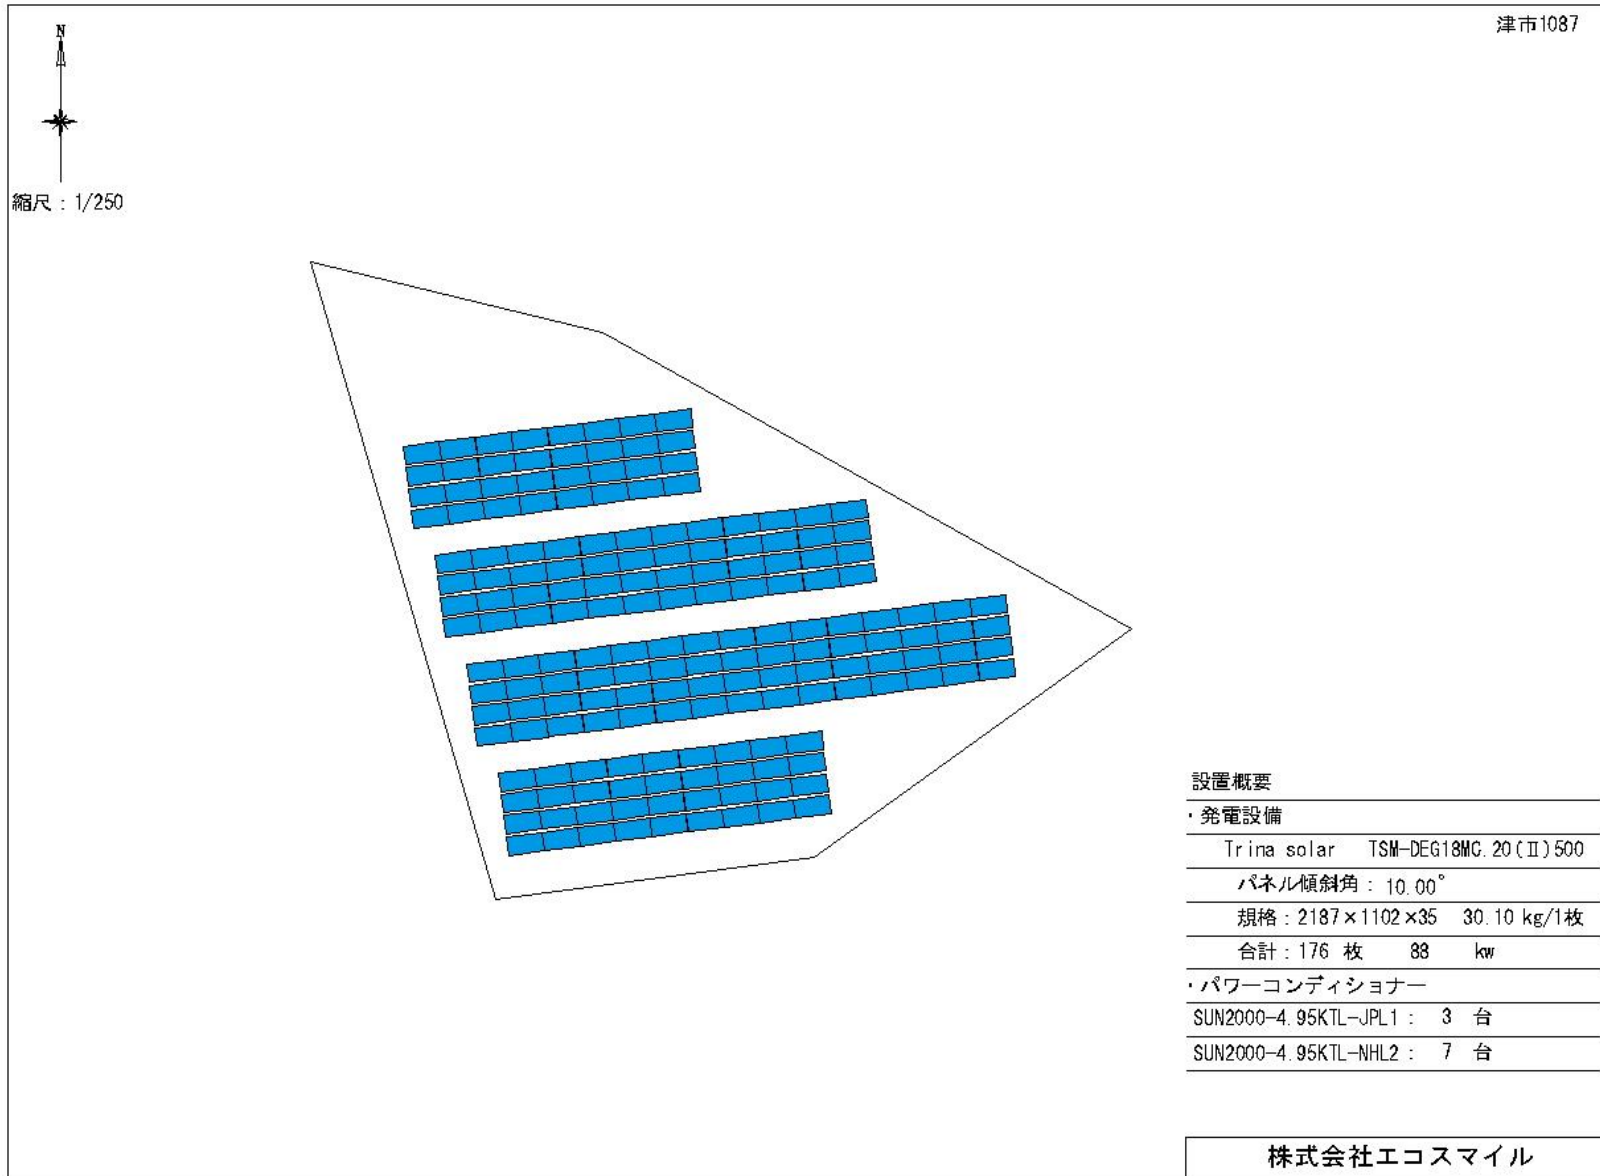 津市1087
N
縮尺：1/250
設置概要
・発電設備
Trina solar TSM-DEG18MC.20(Ⅱ)500
パネル傾斜角：10.00°
規格：2187×1102×35 30.10 kg/1枚
合計：176 枚 88 kw
・パワーコンディショナー
SUN2000-4.95KTL-JPL1： 3 台
SUN2000-4.95KTL-NHL2： 7 台
株式会社エコスマイル